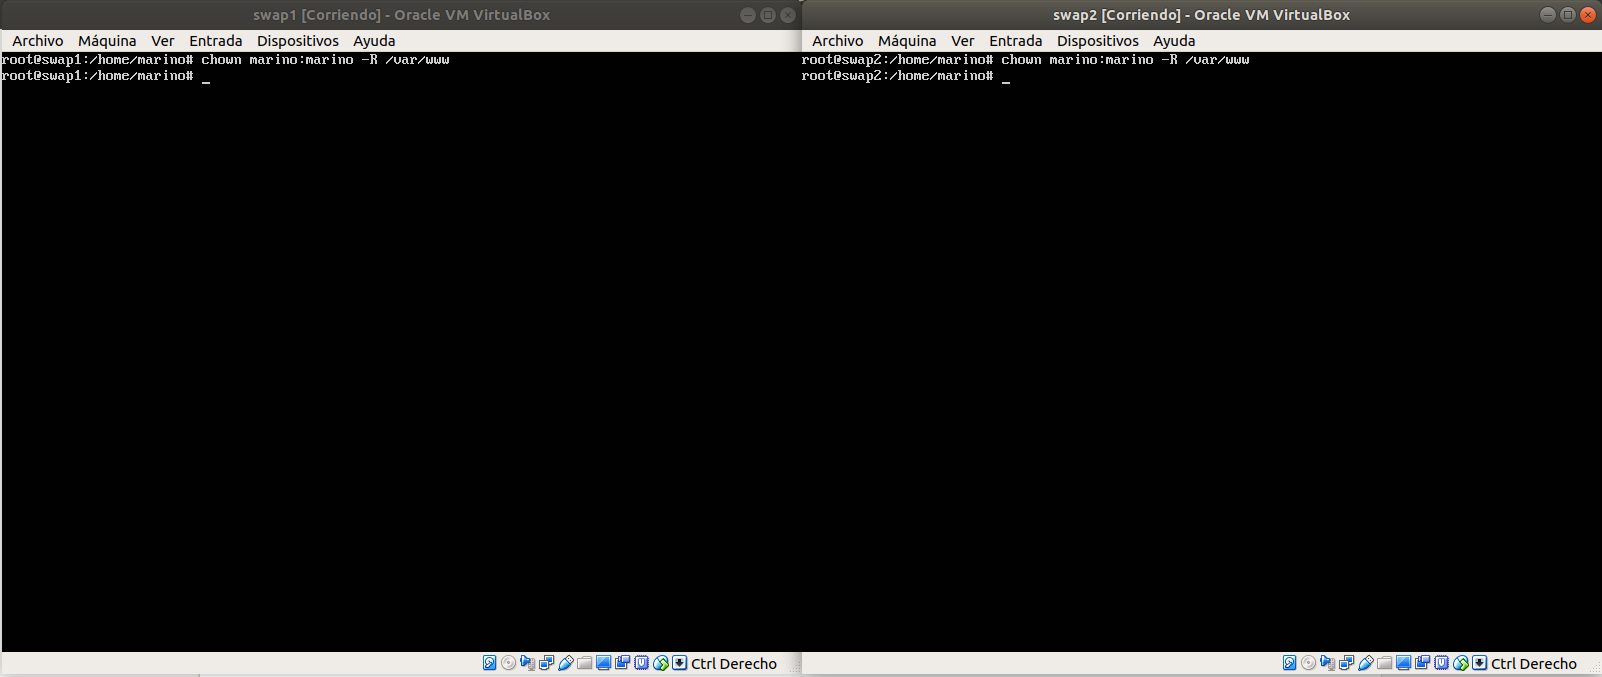 swap1 [Corriendo] - Oracle VM VirtualBox
Archivo Máquina Ver Entrada Dispositivos Ayuda
root@swap1:/home/marino# chown marino:marino -R /var/www
root@swap1:/home/marino# _
Ctrl Derecho
swap2 [Corriendo] - Oracle VM VirtualBox
Archivo Máquina Ver Entrada Dispositivos Ayuda
root@swap2:/home/marino# chown marino:marino -R /var/www
root@swap2:/home/marino# _
Ctrl Derecho